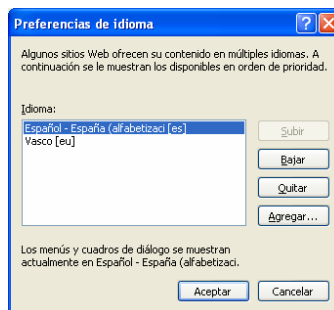 Preferencias de idioma
Algunos sitios Web ofrecen su contenido en múltiples idiomas. A
continuación se le muestran los disponibles en orden de prioridad.
Idioma:
Español - España (alfabetizaci [es]
Vasco [eu]
Subir
Bajar
Quitar
Agregar...
Los menús y cuadros de diálogo se muestran
actualmente en Español - España (alfabetizaci.
Aceptar
Cancelar